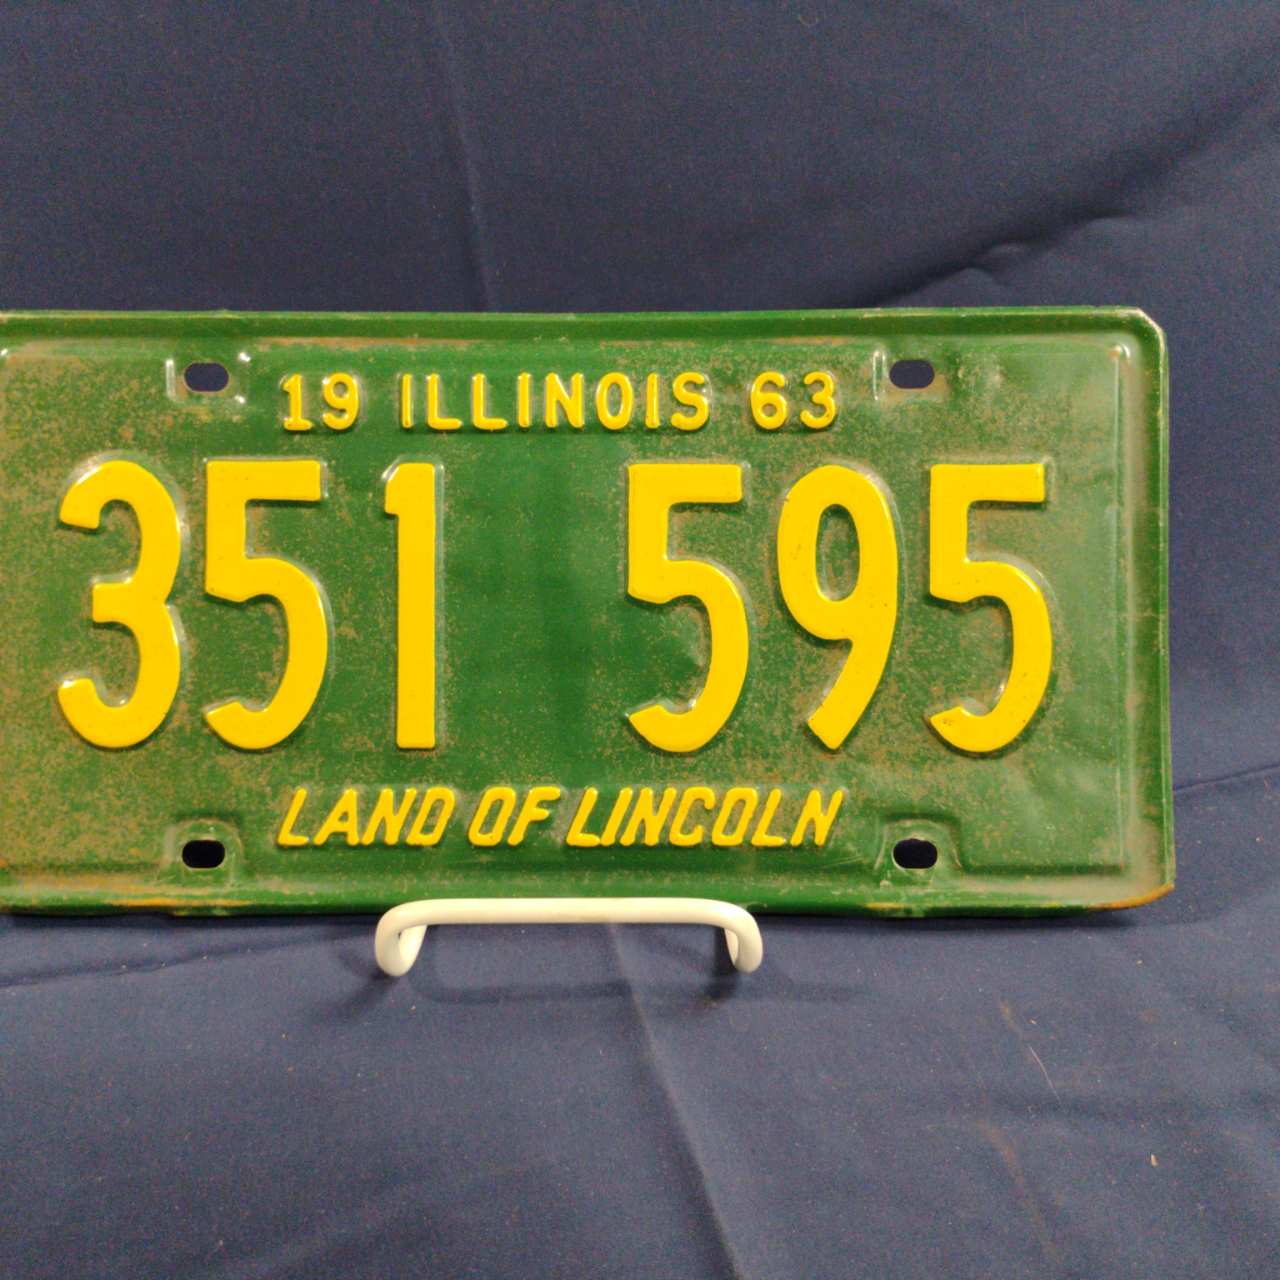 19 ILLINOIS 63
351 595
LAND OF LINCOLN